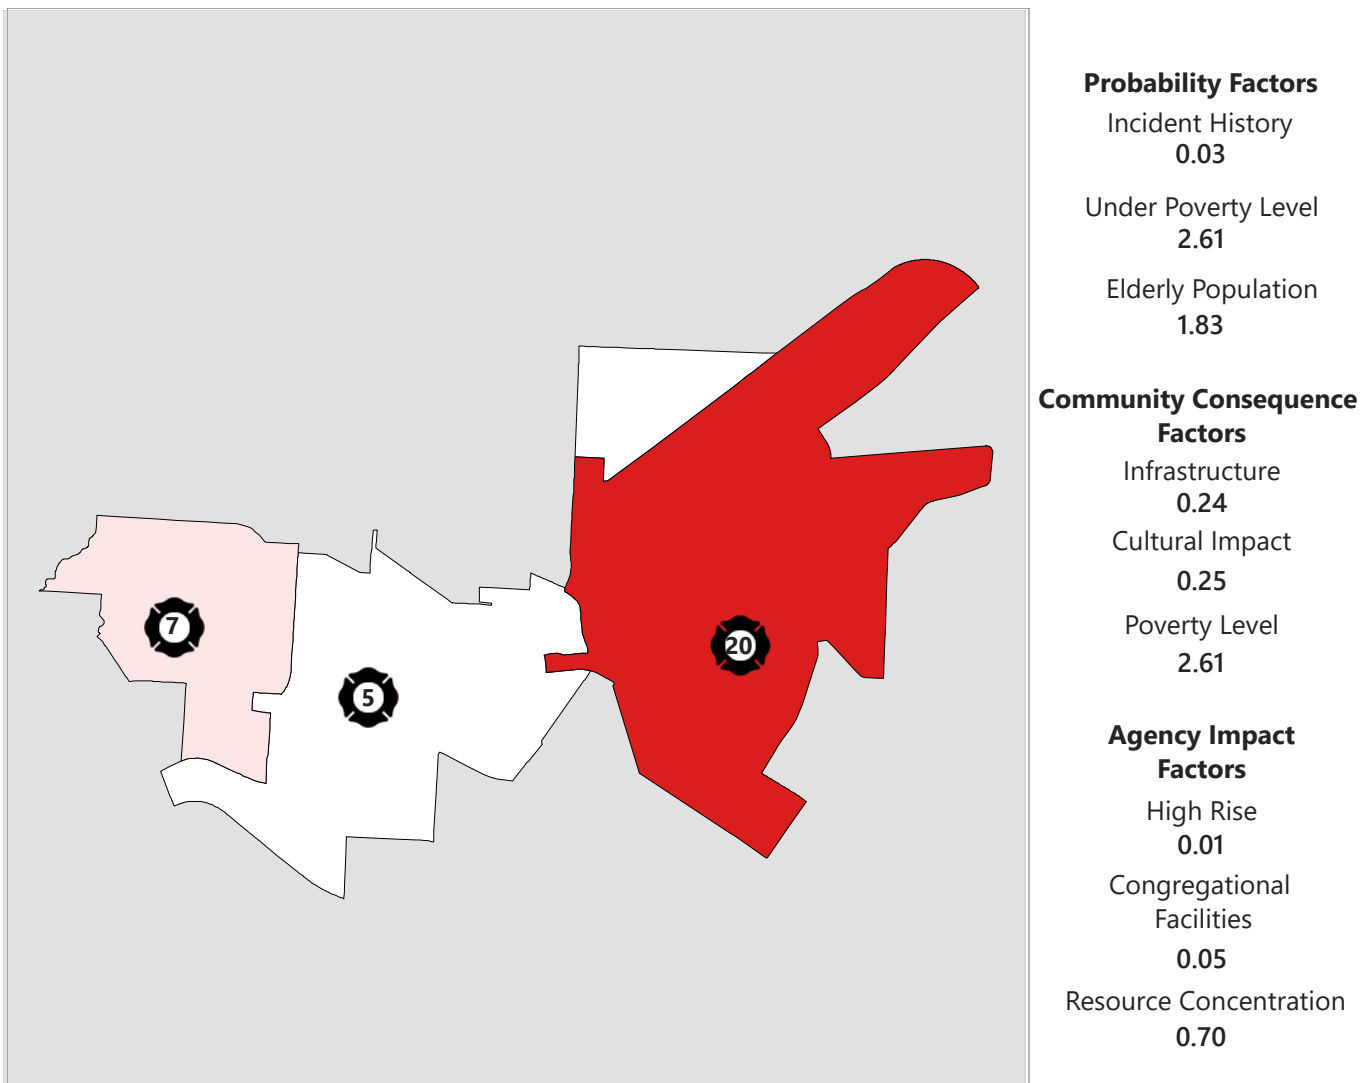 7
5
20
Probability Factors
Incident History
0.03
Under Poverty Level
2.61
Elderly Population
1.83
Community Consequence
Factors
Infrastructure
0.24
Cultural Impact
0.25
Poverty Level
2.61
Agency Impact
Factors
High Rise
0.01
Congregational
Facilities
0.05
Resource Concentration
0.70